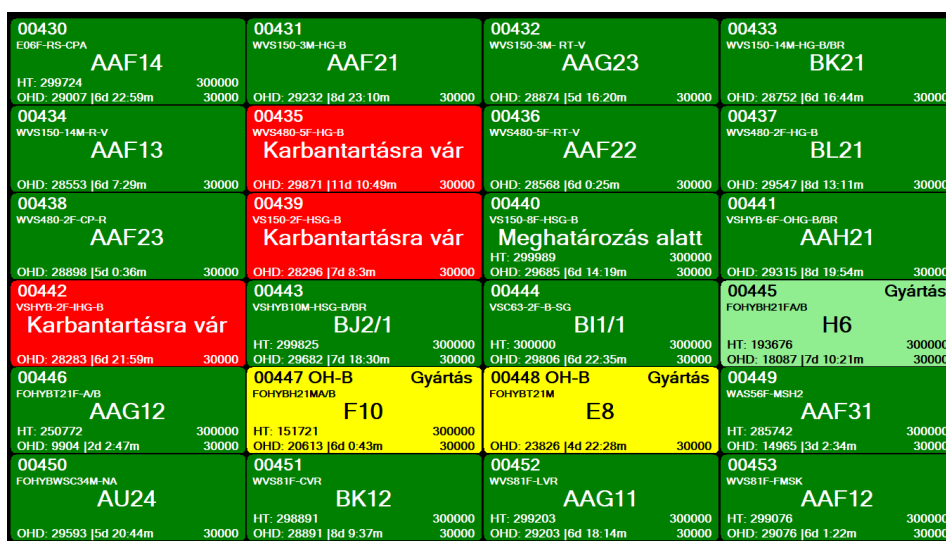 00430
E06F-RS-CPA
AAF14
HT: 299724 300000
OHD: 29007 |6d 22:59m 30000
00431
WVS150-3M-HG-B
AAF21
OHD: 29232 |8d 23:10m 30000
00432
WVS150-3M- RT-V
AAG23
OHD: 28874 |5d 16:20m 30000
00433
WVS150-14M-HG-B/BR
BK21
OHD: 28752 |6d 16:44m 30000
00434
WVS150-14M-R-V
AAF13
OHD: 28553 |6d 7:29m 30000
00435
WVS480-5F-HG-B
Karbantartásra vár
OHD: 29871 |11d 10:49m 30000
00436
WVS480-5F-RT-V
AAF22
OHD: 28568 |6d 0:25m 30000
00437
WVS480-2F-HG-B
BL21
OHD: 29547 |8d 13:11m 30000
00438
WVS480-2F-CP-R
AAF23
OHD: 28898 |5d 0:36m 30000
00439
VS150-2F-HSG-B
Karbantartásra vár
OHD: 28296 |7d 8:3m 30000
00440
VS150-8F-HSG-B
Meghatározás alatt
HT: 299989 300000
OHD: 29685 |6d 14:19m 30000
00441
VSHYB-6F-OHG-B/BR
AAH21
OHD: 29315 |8d 19:54m 30000
00442
VSHYB-2F-IHG-B
Karbantartásra vár
OHD: 28283 |6d 21:59m 30000
00443
VSHYB10M-HSG-B/BR
BJ2/1
HT: 299825 300000
OHD: 29682 |7d 18:30m 30000
00444
VSC63-2F-B-SG
BI1/1
HT: 300000 300000
OHD: 29806 |6d 22:35m 30000
00445 Gyártás
FOHYBH21FA/B
H6
HT: 193676 300000
OHD: 18087 |7d 10:21m 30000
00446
FOHYBT21F-A/B
AAG12
HT: 250772 300000
OHD: 9904 |2d 2:47m 30000
00447 OH-B Gyártás
FOHYBH21MA/B
F10
HT: 151721 300000
OHD: 20613 |6d 0:43m 30000
00448 OH-B Gyártás
FOHYBT21M
E8
OHD: 23826 |4d 22:28m 30000
00449
WAS56F-MSH2
AAF31
HT: 285742 300000
OHD: 14965 |3d 2:34m 30000
00450
FOHYBWSC34M-NA
AU24
OHD: 29593 |5d 20:44m 30000
00451
WVS81F-CVR
BK12
HT: 298891 300000
OHD: 28891 |8d 9:37m 30000
00452
WVS81F-LVR
AAG11
HT: 299203 300000
OHD: 29203 |6d 18:14m 30000
00453
WVS81F-FMSK
AAF12
HT: 299076 300000
OHD: 29076 |6d 1:22m 30000